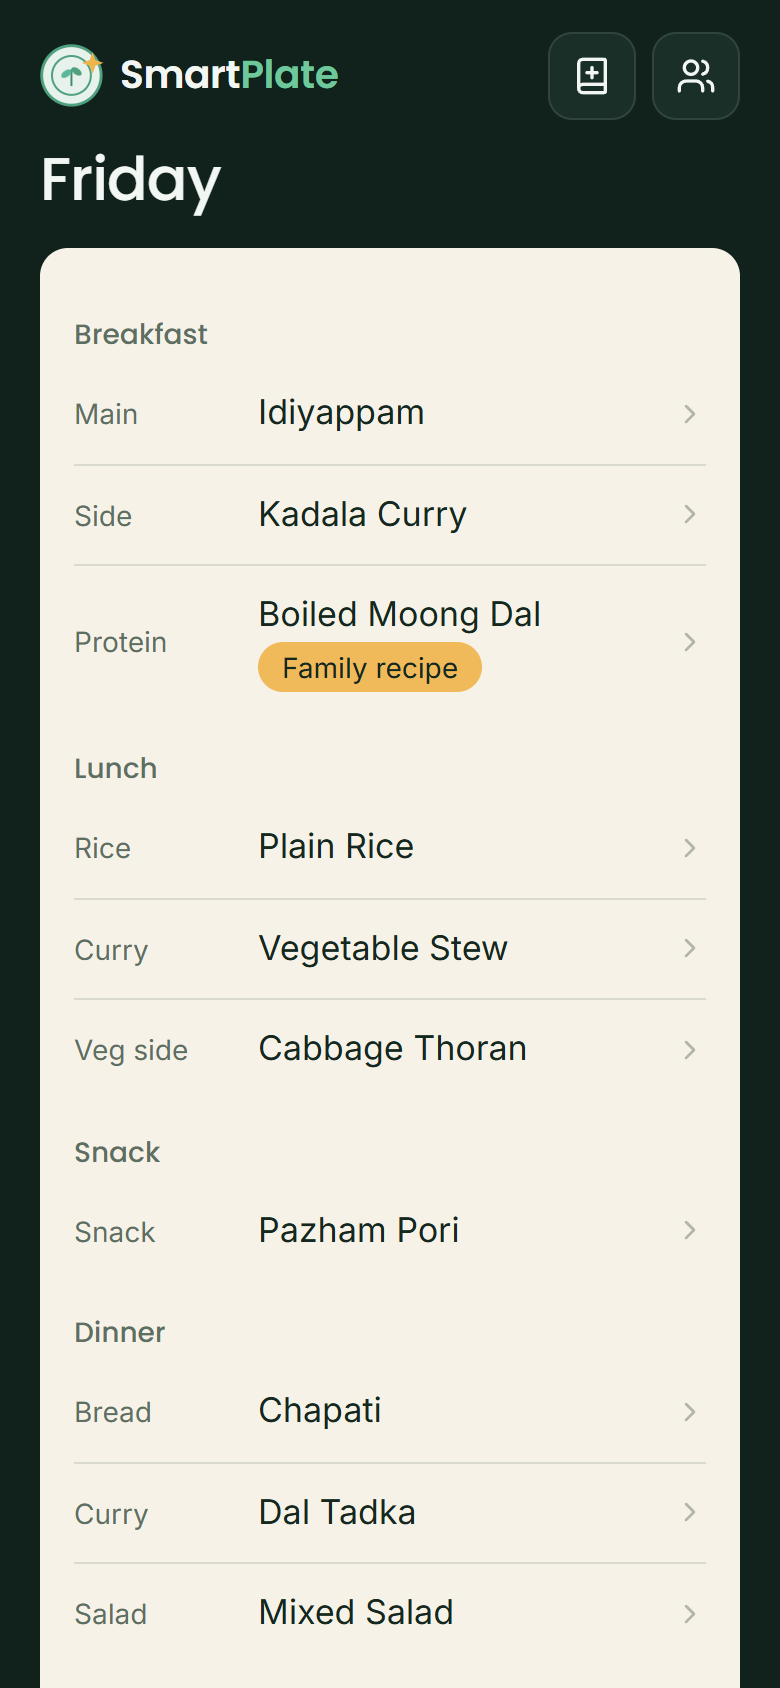 SmartPlate
Friday
Breakfast
Main Idiyappam
Side Kadala Curry
Protein Boiled Moong Dal
Family recipe
Lunch
Rice Plain Rice
Curry Vegetable Stew
Veg side Cabbage Thoran
Snack
Snack Pazham Pori
Dinner
Bread Chapati
Curry Dal Tadka
Salad Mixed Salad